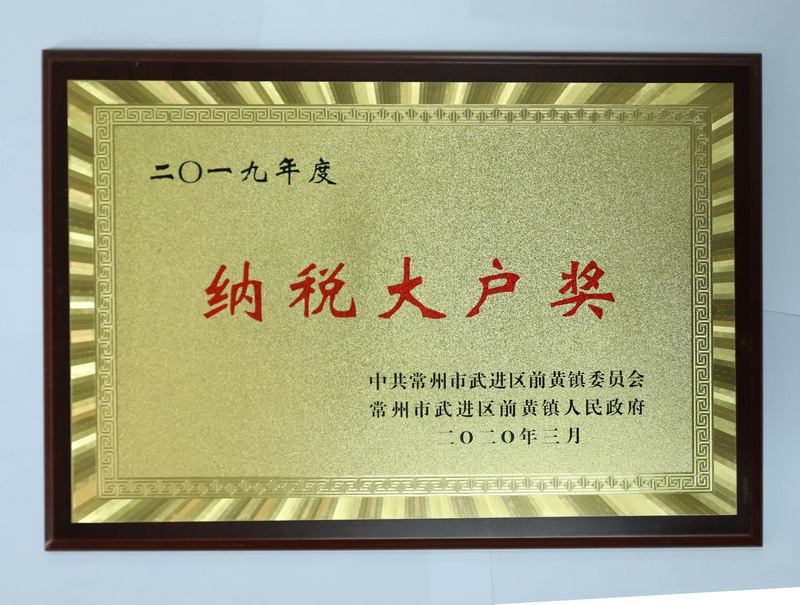 二〇一九年度
纳税大户奖
中共常州市武进区前黄镇委员会
常州市武进区前黄镇人民政府
二〇二〇年三月